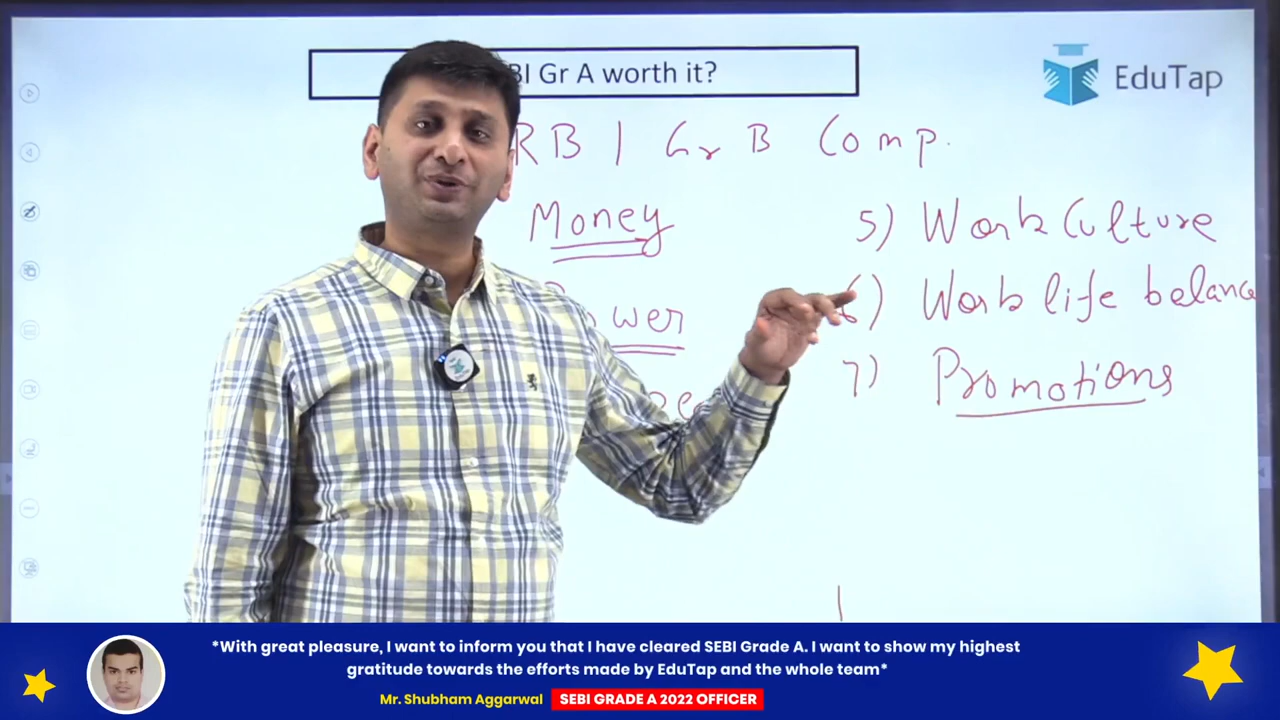 BI Gr A worth it?
EduTap
RBI Gr B Comp.
Money
wer
5) Work Culture
6) Work life balance
7) Promotions
*With great pleasure, I want to inform you that I have cleared SEBI Grade A. I want to show my highest
gratitude towards the efforts made by EduTap and the whole team*
Mr. Shubham Aggarwal SEBI GRADE A 2022 OFFICER